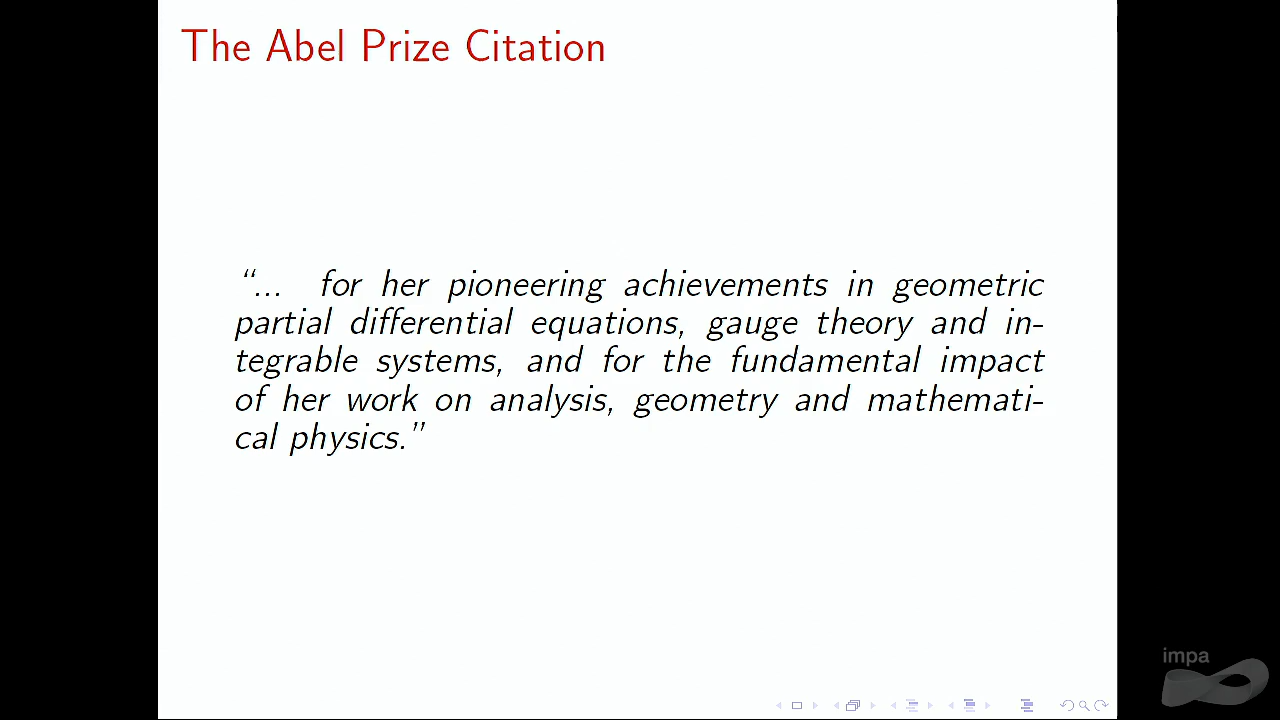 The Abel Prize Citation
“... for her pioneering achievements in geometric
partial differential equations, gauge theory and in-
tegrable systems, and for the fundamental impact
of her work on analysis, geometry and mathemati-
cal physics.”
impa